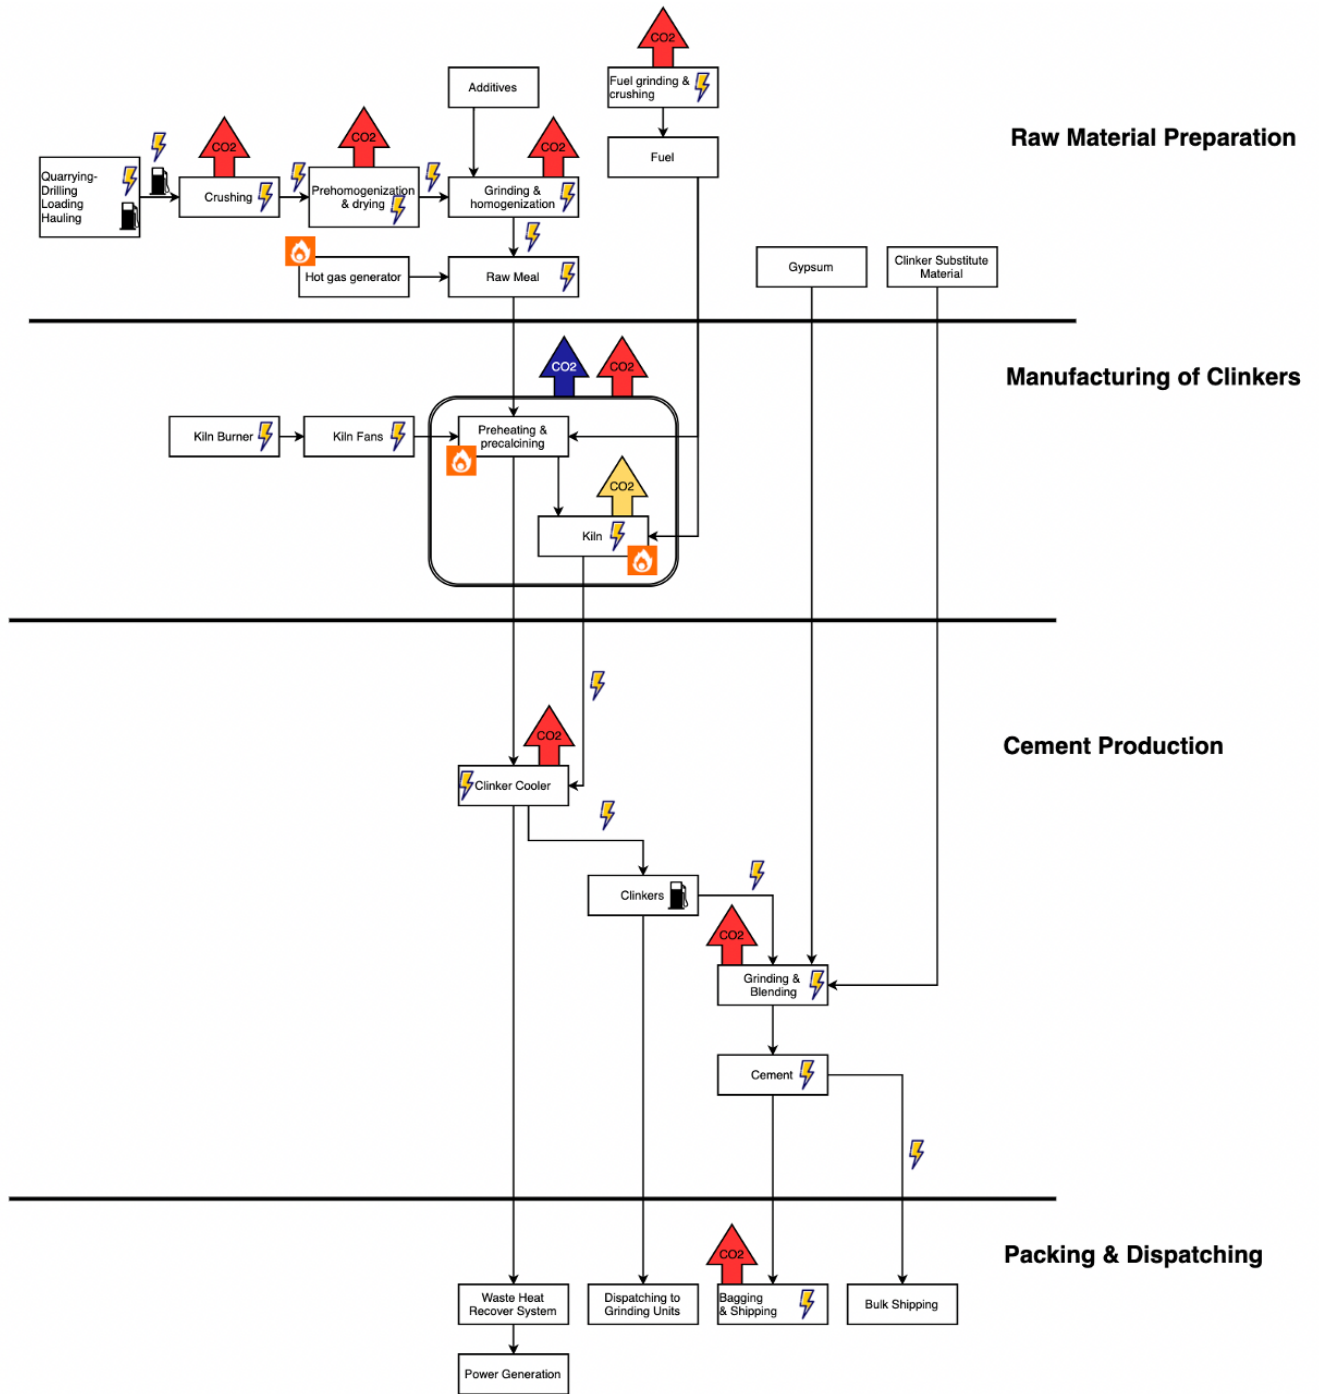 CO2
Fuel grinding &
crushing
Additives
Fuel
Raw Material Preparation
CO2
CO2
CO2
Quarrying-
Drilling
Loading
Hauling
Crushing
Prehomogenization
& drying
Grinding &
homogenization
Hot gas generator
Raw Meal
Gypsum
Clinker Substitute
Material
Manufacturing of Clinkers
CO2
CO2
Kiln Burner
Kiln Fans
Preheating &
precalcining
CO2
Kiln
Cement Production
CO2
Clinker Cooler
Clinkers
CO2
Grinding &
Blending
Cement
Packing & Dispatching
CO2
Waste Heat
Recover System
Dispatching to
Grinding Units
Bagging
& Shipping
Bulk Shipping
Power Generation